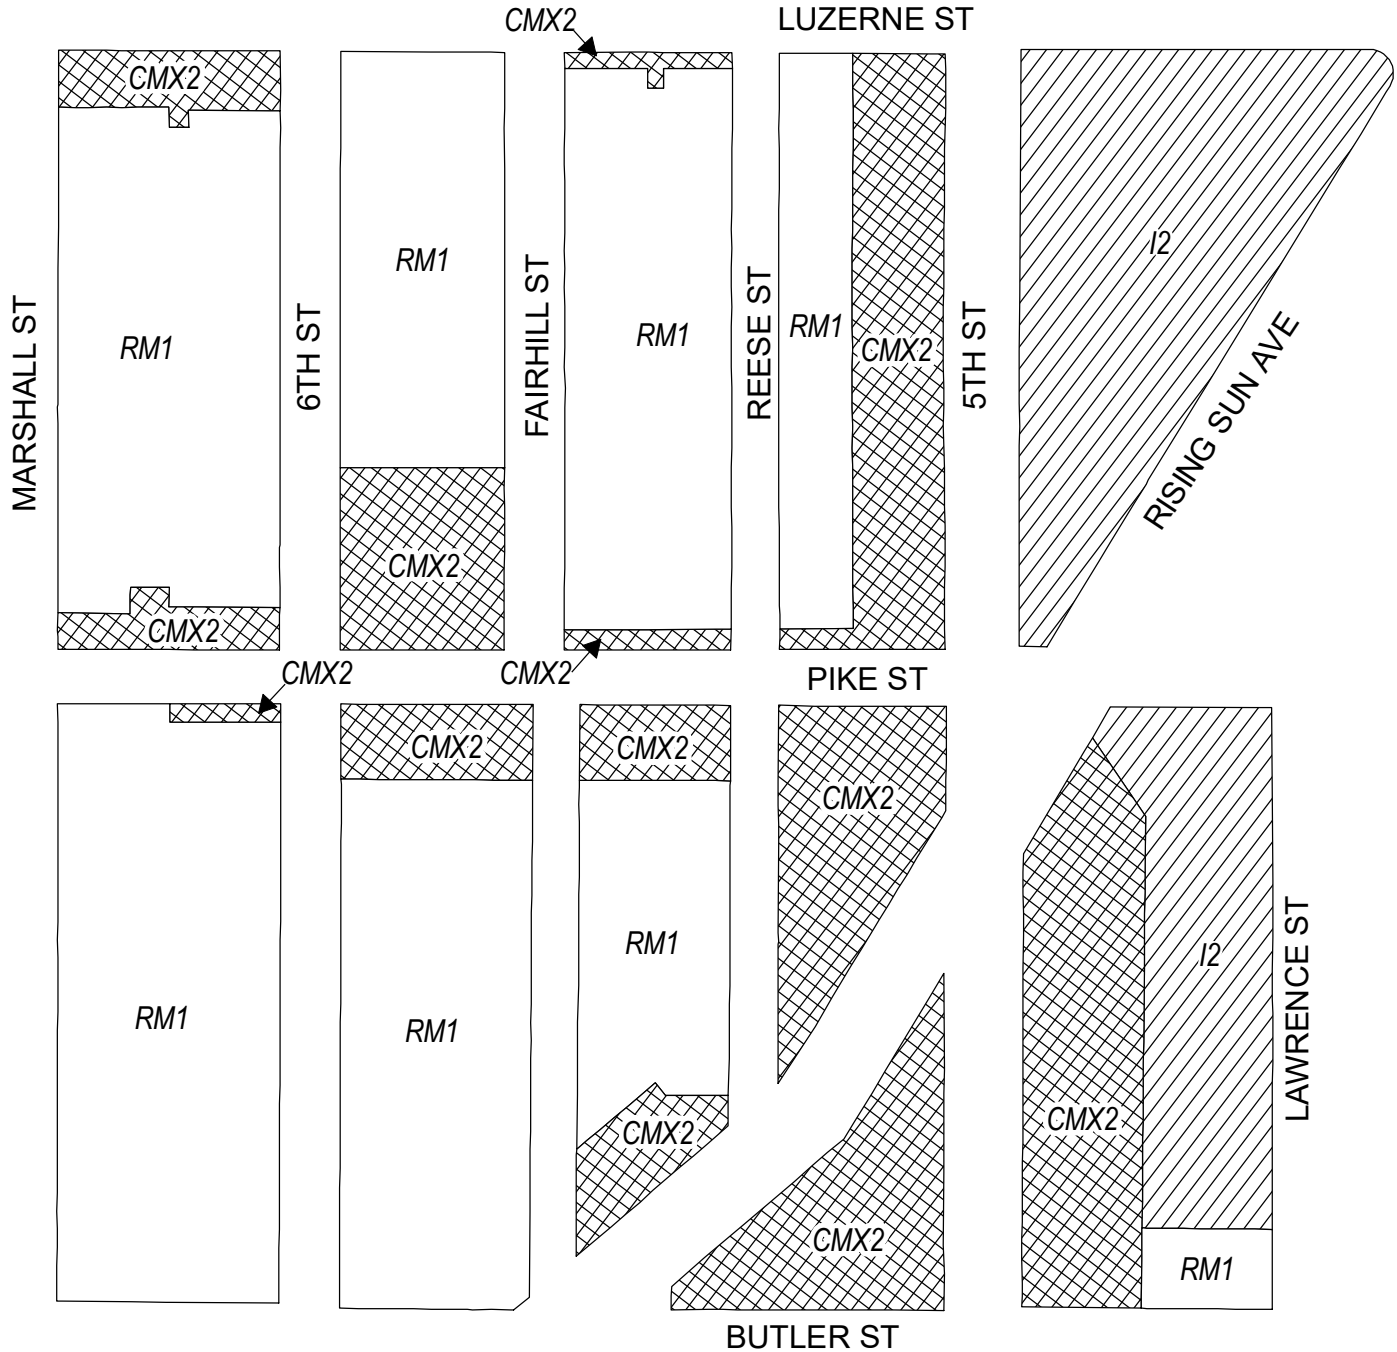 CMX2
LUZERNE ST
CMX2
RM1
I2
RM1
RM1
RM1
CMX2
MARSHALL ST
6TH ST
FAIRHILL ST
REESE ST
5TH ST
RISING SUN AVE
CMX2
CMX2
CMX2
CMX2
PIKE ST
CMX2
CMX2
CMX2
RM1
I2
RM1
RM1
LAWRENCE ST
CMX2
CMX2
CMX2
RM1
BUTLER ST